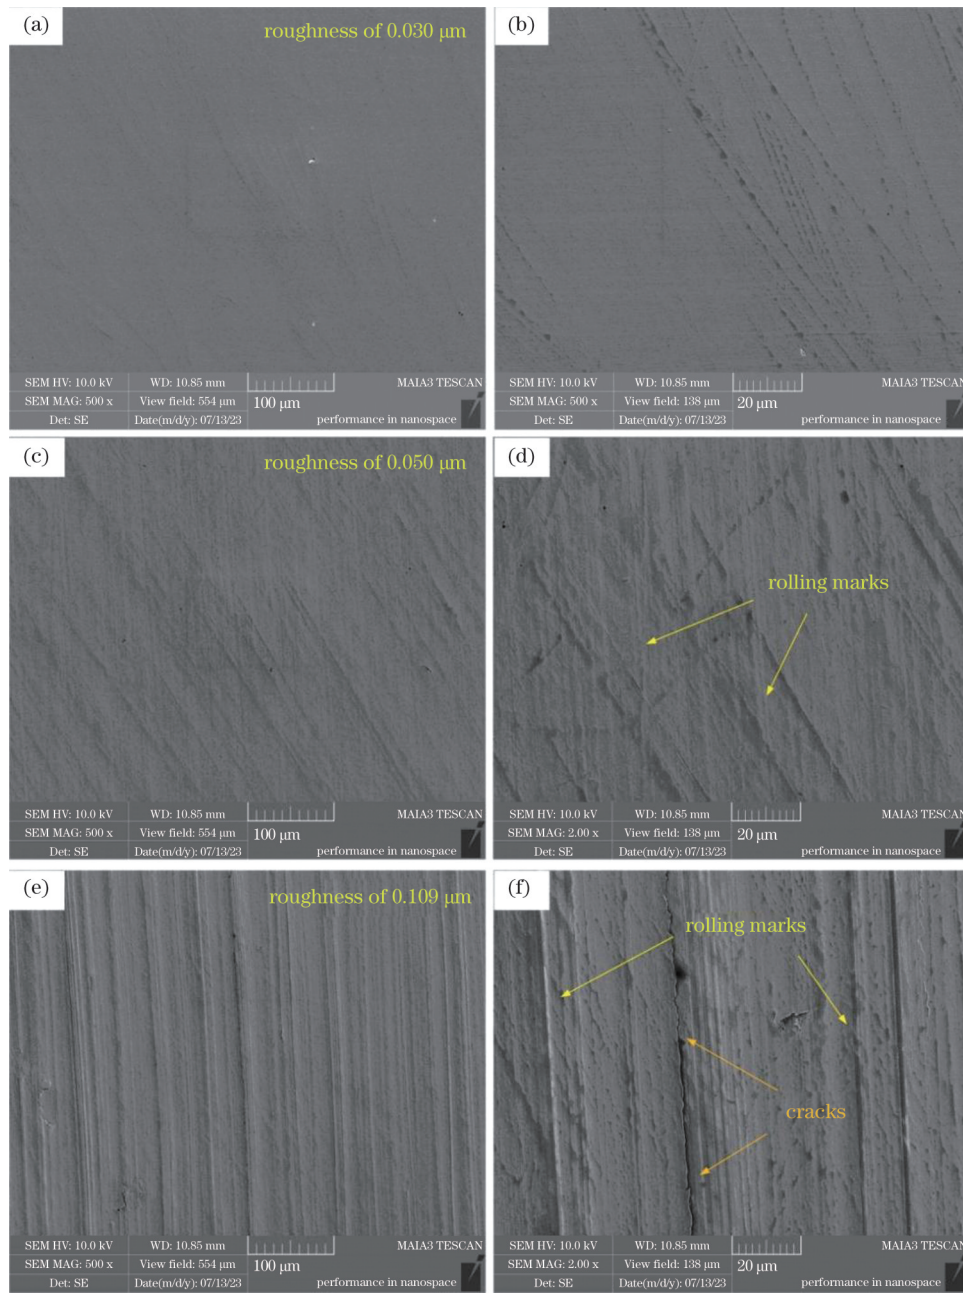 (a)
roughness of 0.030 μm
SEM HV: 10.0 kV WD: 10.85 mm MAIA3 TESCAN
SEM MAG: 500 x View field: 554 μm 100 μm
Det: SE Date(m/d/y): 07/13/23 performance in nanospace
(b)
SEM HV: 10.0 kV WD: 10.85 mm MAIA3 TESCAN
SEM MAG: 500 x View field: 138 μm 20 μm
Det: SE Date(m/d/y): 07/13/23 performance in nanospace
(c)
roughness of 0.050 μm
SEM HV: 10.0 kV WD: 10.85 mm MAIA3 TESCAN
SEM MAG: 500 x View field: 554 μm 100 μm
Det: SE Date(m/d/y): 07/13/23 performance in nanospace
(d)
rolling marks
SEM HV: 10.0 kV WD: 10.85 mm MAIA3 TESCAN
SEM MAG: 2.00 x View field: 138 μm 20 μm
Det: SE Date(m/d/y): 07/13/23 performance in nanospace
(e)
roughness of 0.109 μm
SEM HV: 10.0 kV WD: 10.85 mm MAIA3 TESCAN
SEM MAG: 500 x View field: 554 μm 100 μm
Det: SE Date(m/d/y): 07/13/23 performance in nanospace
(f)
rolling marks
cracks
SEM HV: 10.0 kV WD: 10.85 mm MAIA3 TESCAN
SEM MAG: 2.00 x View field: 138 μm 20 μm
Det: SE Date(m/d/y): 07/13/23 performance in nanospace